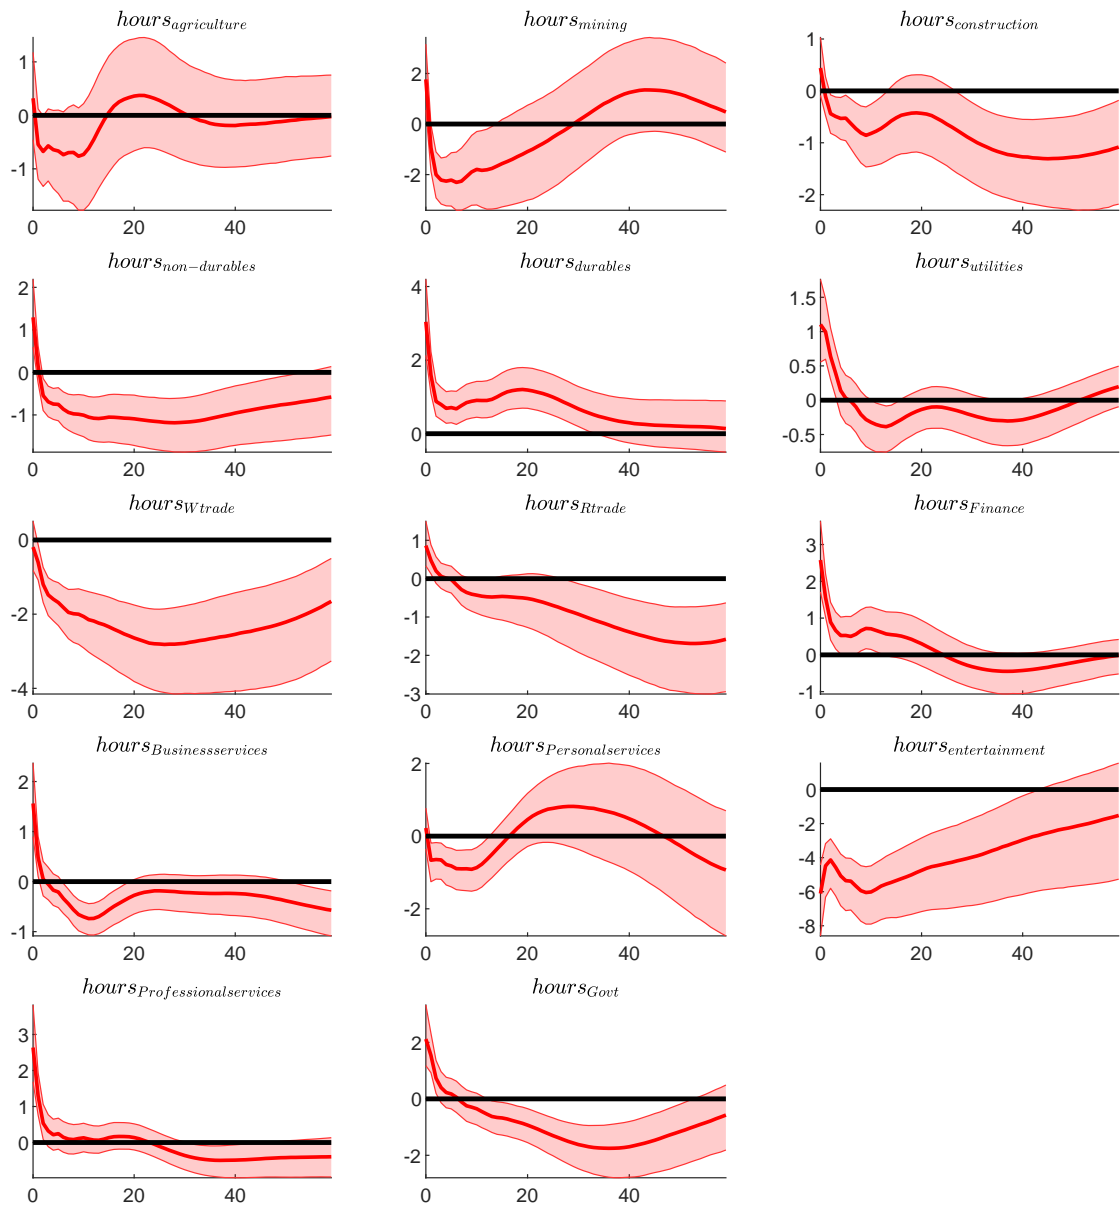 hours_agriculture hours_mining hours_construction
1 0 -1
2 0 -2
1 0 -1 -2
0 20 40 0 20 40 0 20 40
hours_non-durables hours_durables hours_utilities
2 1 0 -1
4 2 0
1.5 1 0.5 0 -0.5
0 20 40 0 20 40 0 20 40
hours_Wtrade hours_Rtrade hours_Finance
0 -2 -4
1 0 -1 -2 -3
3 2 1 0 -1
0 20 40 0 20 40 0 20 40
hours_Businessservices hours_Personalservices hours_entertainment
2 1 0 -1
2 0 -2
0 -2 -4 -6 -8
0 20 40 0 20 40 0 20 40
hours_Professionalservices hours_Govt
3 2 1 0
2 0 -2
0 20 40 0 20 40